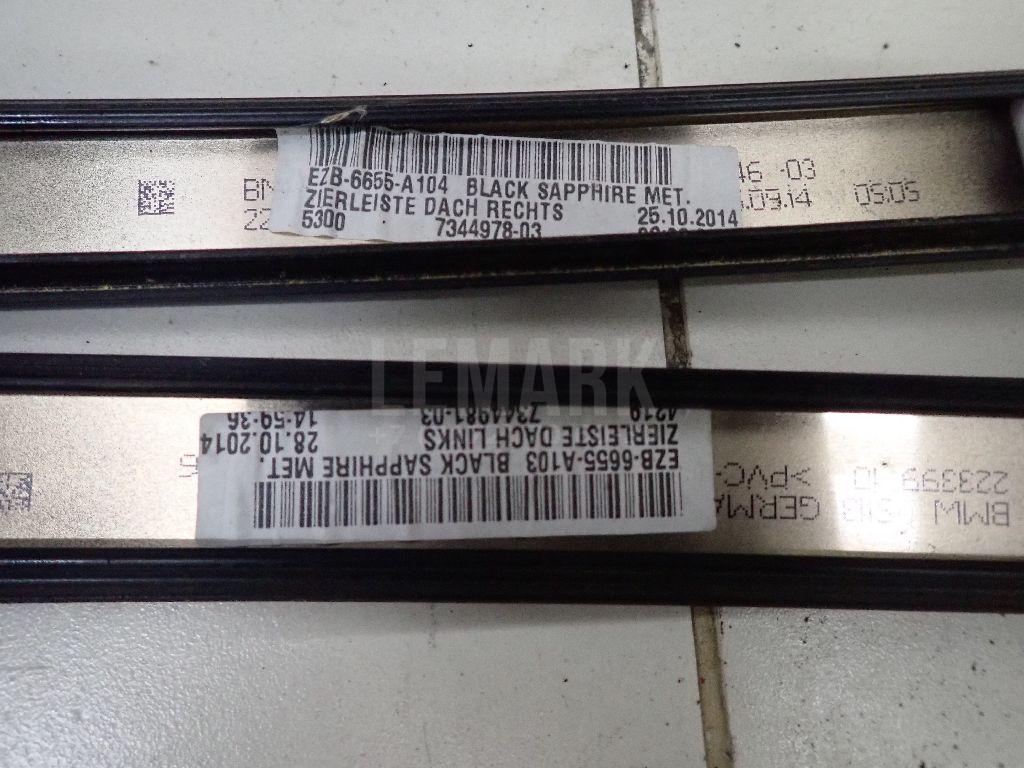 EZB-6655-A104 BLACK SAPPHIRE MET.
ZIERLEISTE DACH RECHTS
5300 7344978-03 25.10.2014
46 -03
.09.14 05.05
LEMARK
EZB-6655-A103 BLACK SAPPHIRE MET.
ZIERLEISTE DACH LINKS 28.10.2014
4219 7344981-03 14:59:36
BMW
223399 10 >PVC-